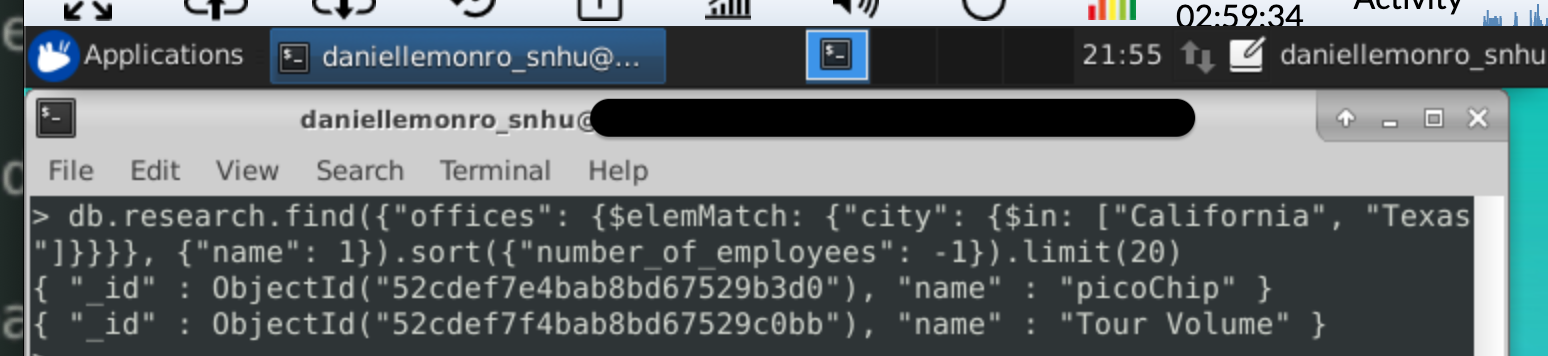 02:59:34
Activity
Applications
daniellemonro_snhu@...
21:55
daniellemonro_snhu
daniellemonro_snhu@
File Edit View Search Terminal Help
> db.research.find({"offices": {$elemMatch: {"city": {$in: ["California", "Texas
"]}}}}, {"name": 1}).sort({"number_of_employees": -1}).limit(20)
{ "_id" : ObjectId("52cdef7e4bab8bd67529b3d0"), "name" : "picoChip" }
{ "_id" : ObjectId("52cdef7f4bab8bd67529c0bb"), "name" : "Tour Volume" }